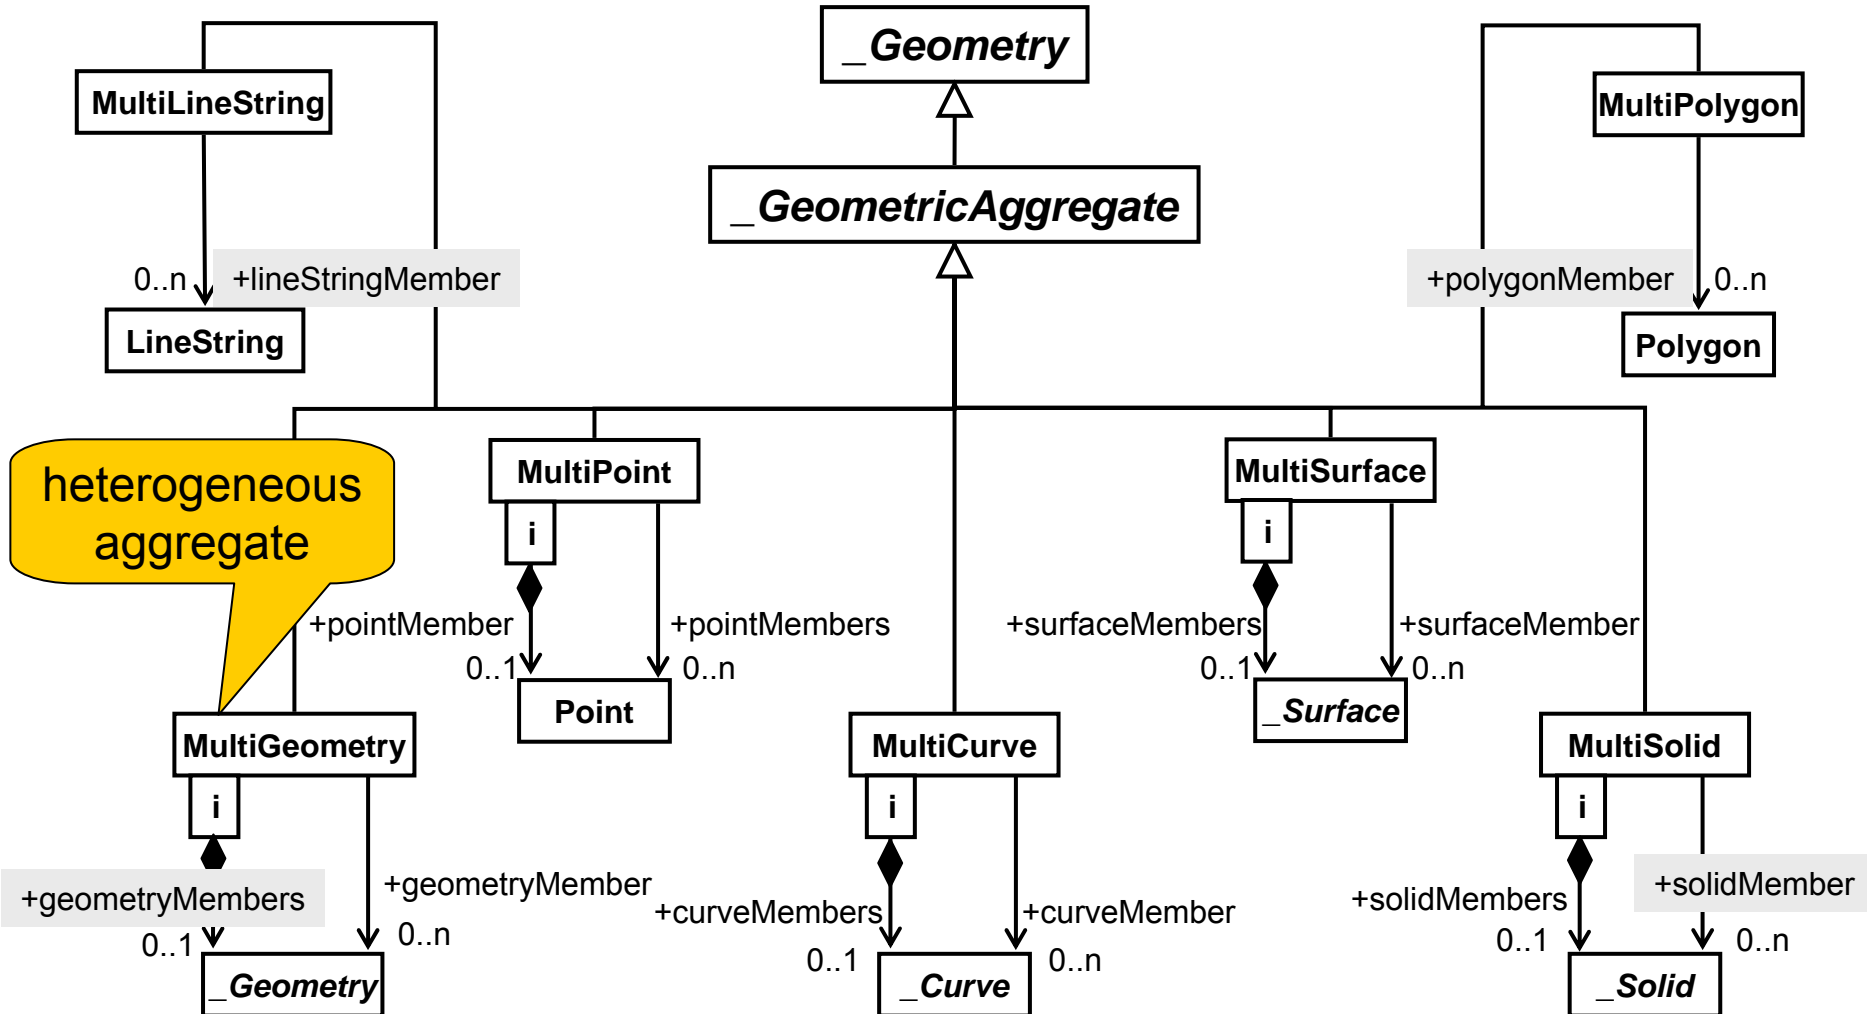 _Geometry
MultiLineString
MultiPolygon
_GeometricAggregate
0..n
+lineStringMember
+polygonMember
0..n
LineString
Polygon
heterogeneous
aggregate
MultiPoint
MultiSurface
i
i
+pointMember
+pointMembers
+surfaceMembers
+surfaceMember
0..1
0..n
0..1
0..n
Point
_Surface
MultiGeometry
MultiCurve
MultiSolid
i
i
i
+geometryMembers
+geometryMember
+curveMembers
+curveMember
+solidMembers
+solidMember
0..1
0..n
0..1
0..n
0..1
0..n
_Geometry
_Curve
_Solid